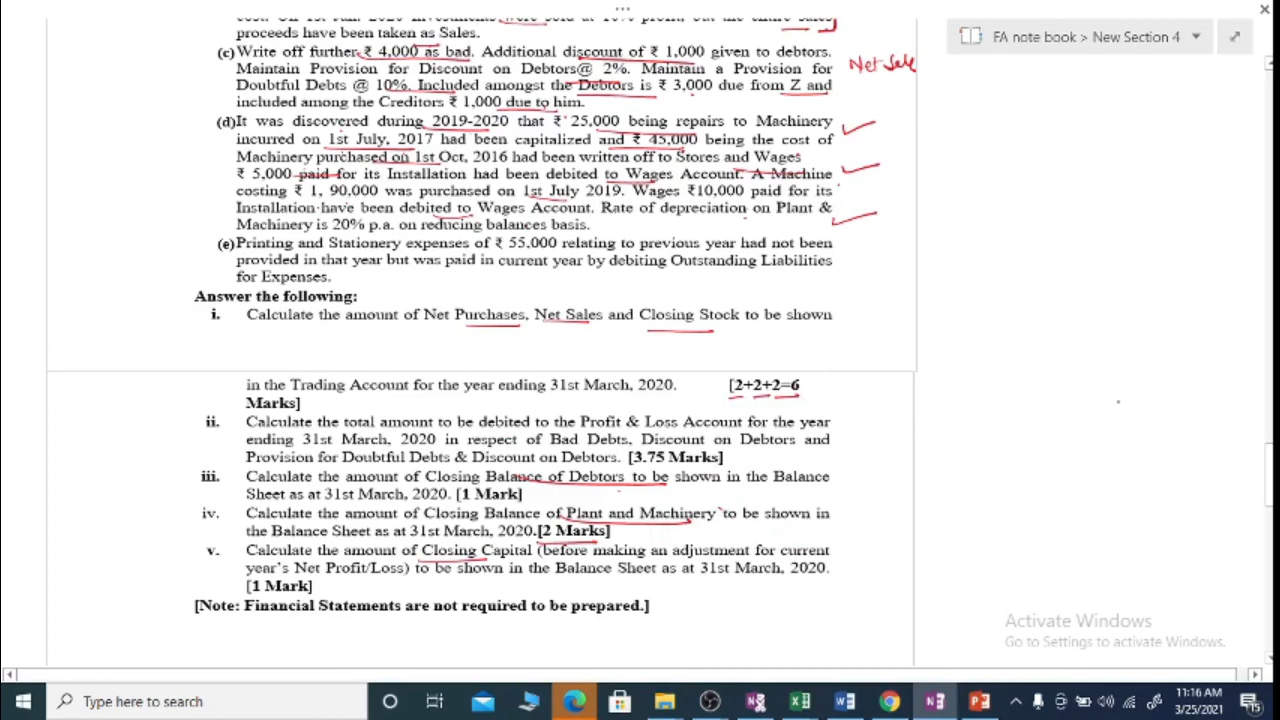 cost. On 1st Jan. 2020 investments were sold at 10% profit, but the entire sales
proceeds have been taken as Sales.
(c)Write off further ₹ 4,000 as bad. Additional discount of ₹ 1,000 given to debtors.
Maintain Provision for Discount on Debtors@ 2%. Maintain a Provision for
Doubtful Debts @ 10%. Included amongst the Debtors is ₹ 3,000 due from Z and
included among the Creditors ₹ 1,000 due to him.
(d)It was discovered during 2019-2020 that ₹ 25,000 being repairs to Machinery
incurred on 1st July, 2017 had been capitalized and ₹ 45,000 being the cost of
Machinery purchased on 1st Oct, 2016 had been written off to Stores and Wages
₹ 5,000 paid for its Installation had been debited to Wages Account. A Machine
costing ₹ 1, 90,000 was purchased on 1st July 2019. Wages ₹10,000 paid for its
Installation have been debited to Wages Account. Rate of depreciation on Plant &
Machinery is 20% p.a. on reducing balances basis.
(e)Printing and Stationery expenses of ₹ 55,000 relating to previous year had not been
provided in that year but was paid in current year by debiting Outstanding Liabilities
for Expenses.
Answer the following:
i. Calculate the amount of Net Purchases, Net Sales and Closing Stock to be shown
in the Trading Account for the year ending 31st March, 2020. [2+2+2=6
Marks]
ii. Calculate the total amount to be debited to the Profit & Loss Account for the year
ending 31st March, 2020 in respect of Bad Debts, Discount on Debtors and
Provision for Doubtful Debts & Discount on Debtors. [3.75 Marks]
iii. Calculate the amount of Closing Balance of Debtors to be shown in the Balance
Sheet as at 31st March, 2020. [1 Mark]
iv. Calculate the amount of Closing Balance of Plant and Machinery to be shown in
the Balance Sheet as at 31st March, 2020.[2 Marks]
v. Calculate the amount of Closing Capital (before making an adjustment for current
year's Net Profit/Loss) to be shown in the Balance Sheet as at 31st March, 2020.
[1 Mark]
[Note: Financial Statements are not required to be prepared.]
FA note book > New Section 4
Net Sale
Activate Windows
Go to Settings to activate Windows.
Type here to search
11:16 AM
3/25/2021
15